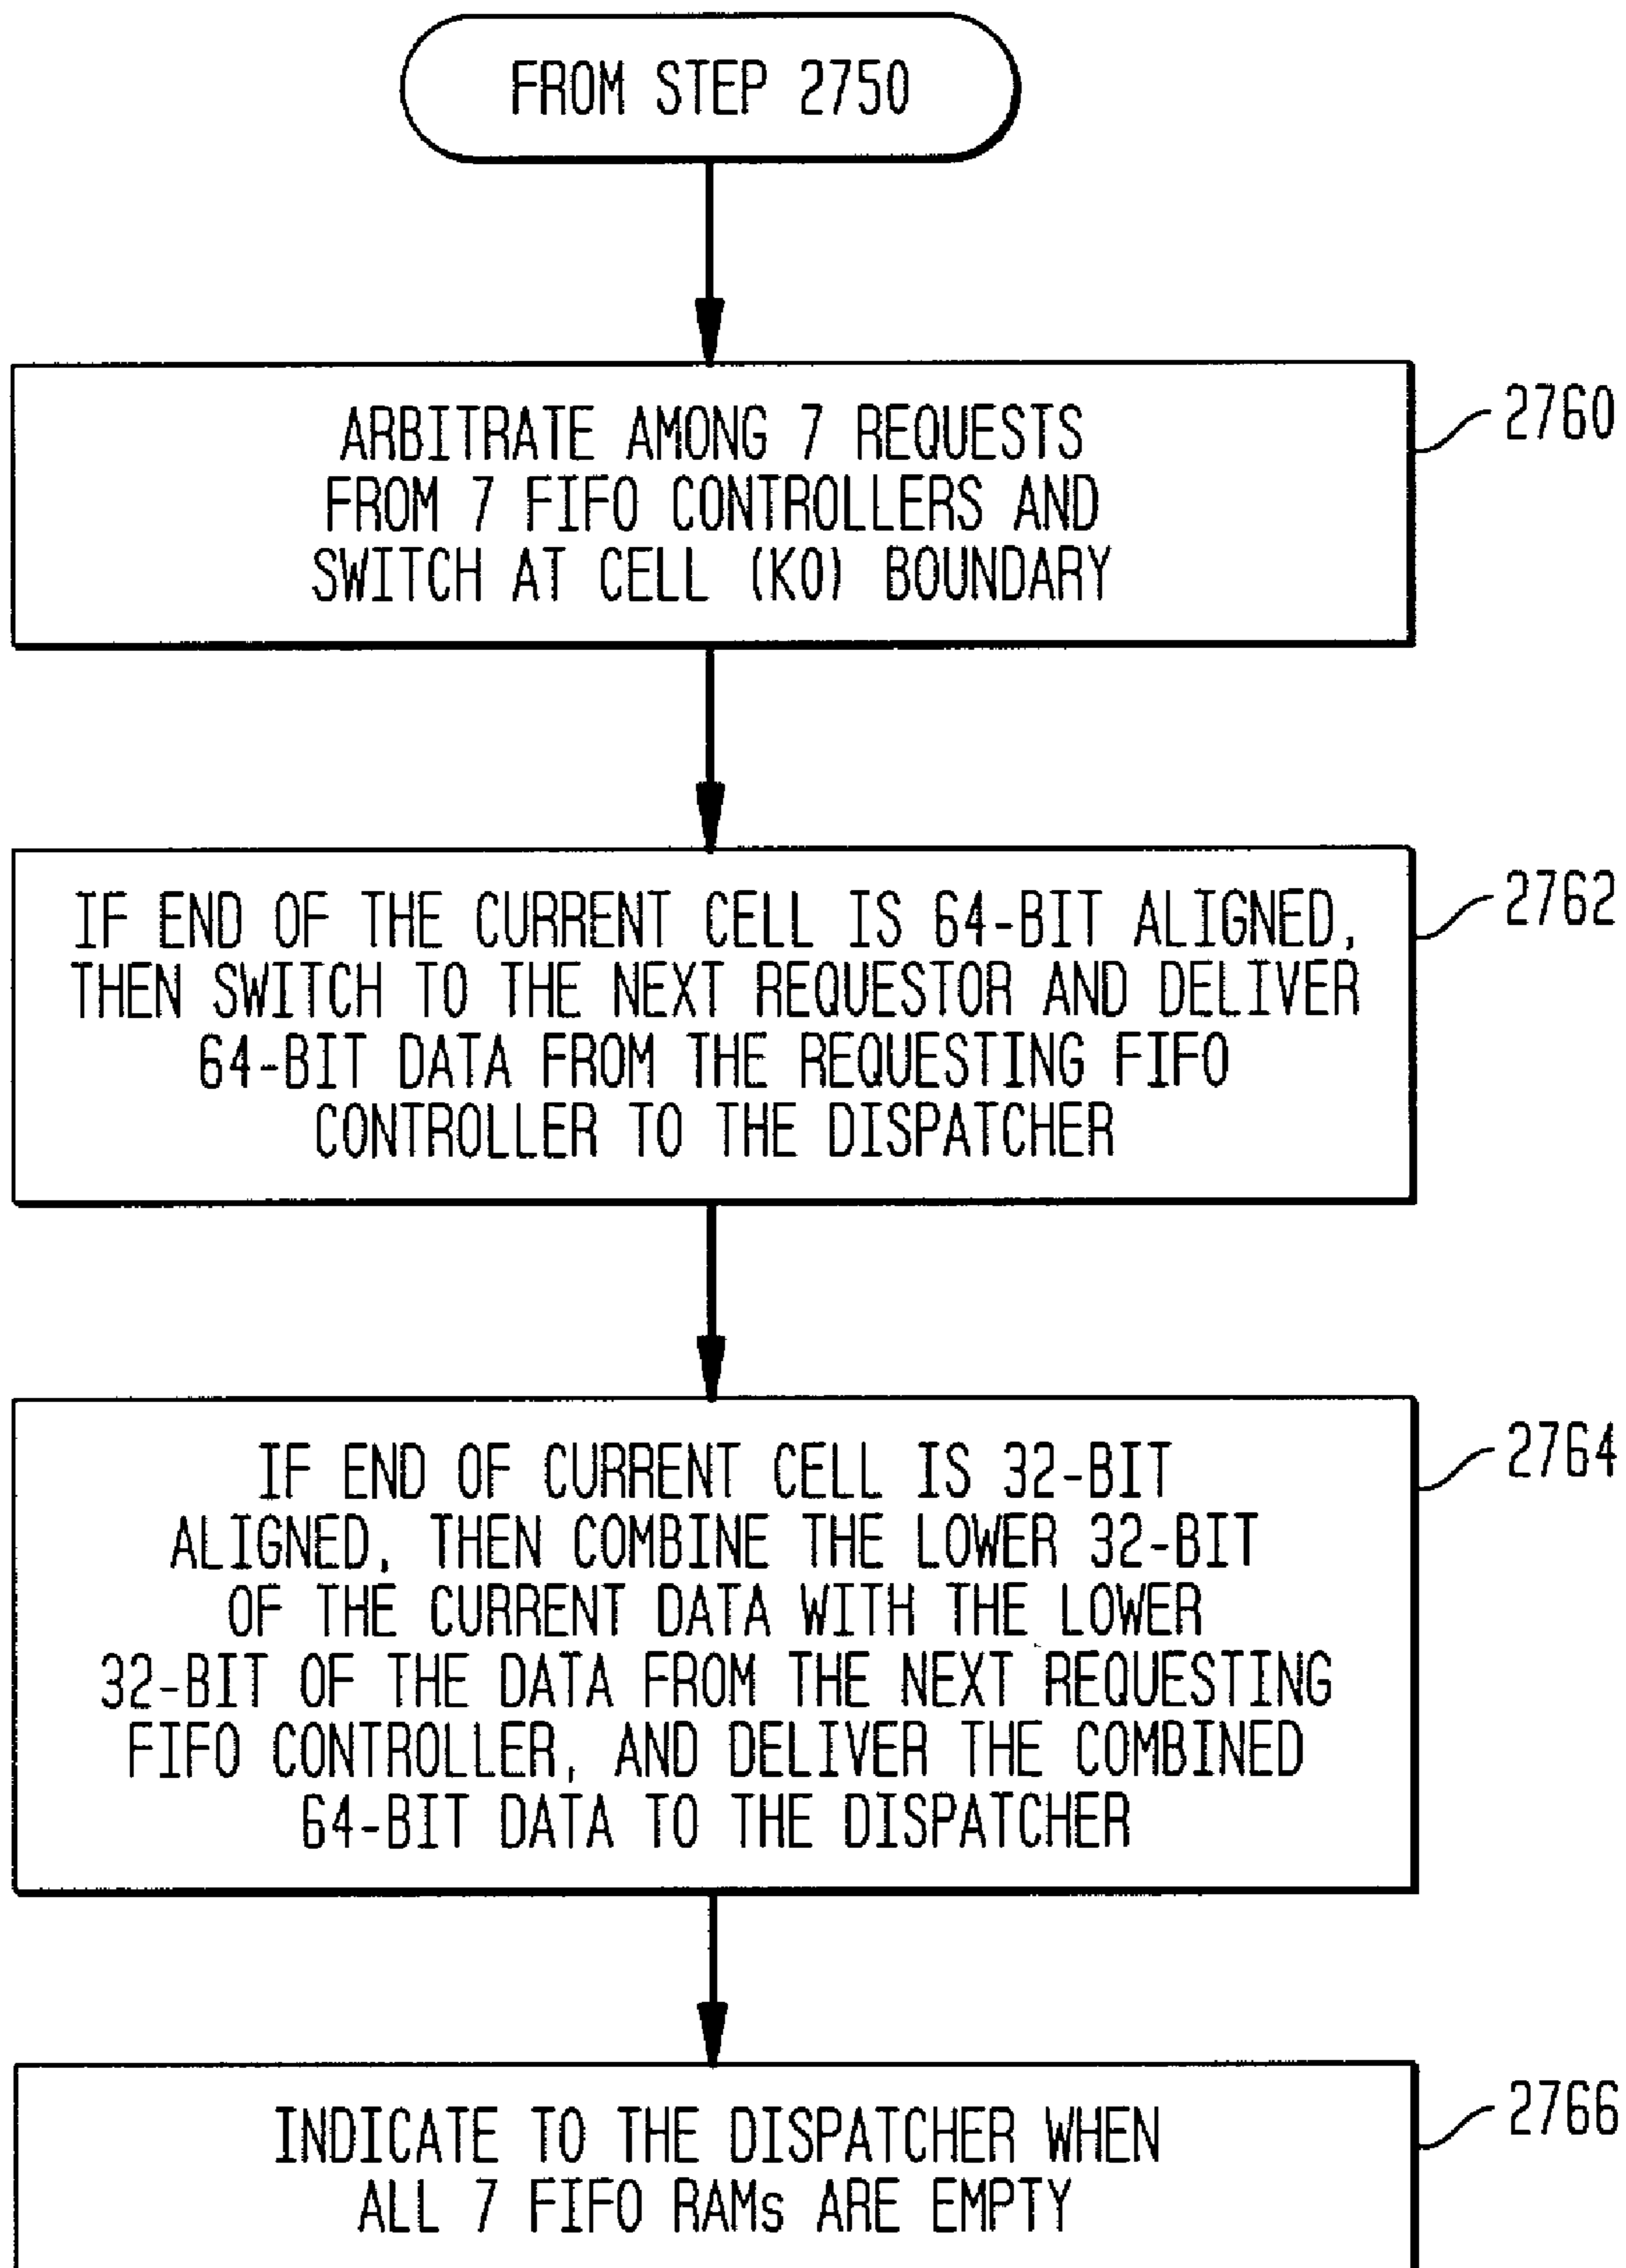 FROM STEP 2750
ARBITRATE AMONG 7 REQUESTS
FROM 7 FIFO CONTROLLERS AND
SWITCH AT CELL (K0) BOUNDARY
2760
IF END OF THE CURRENT CELL IS 64-BIT ALIGNED,
THEN SWITCH TO THE NEXT REQUESTOR AND DELIVER
64-BIT DATA FROM THE REQUESTING FIFO
CONTROLLER TO THE DISPATCHER
2762
IF END OF CURRENT CELL IS 32-BIT
ALIGNED, THEN COMBINE THE LOWER 32-BIT
OF THE CURRENT DATA WITH THE LOWER
32-BIT OF THE DATA FROM THE NEXT REQUESTING
FIFO CONTROLLER, AND DELIVER THE COMBINED
64-BIT DATA TO THE DISPATCHER
2764
INDICATE TO THE DISPATCHER WHEN
ALL 7 FIFO RAMs ARE EMPTY
2766